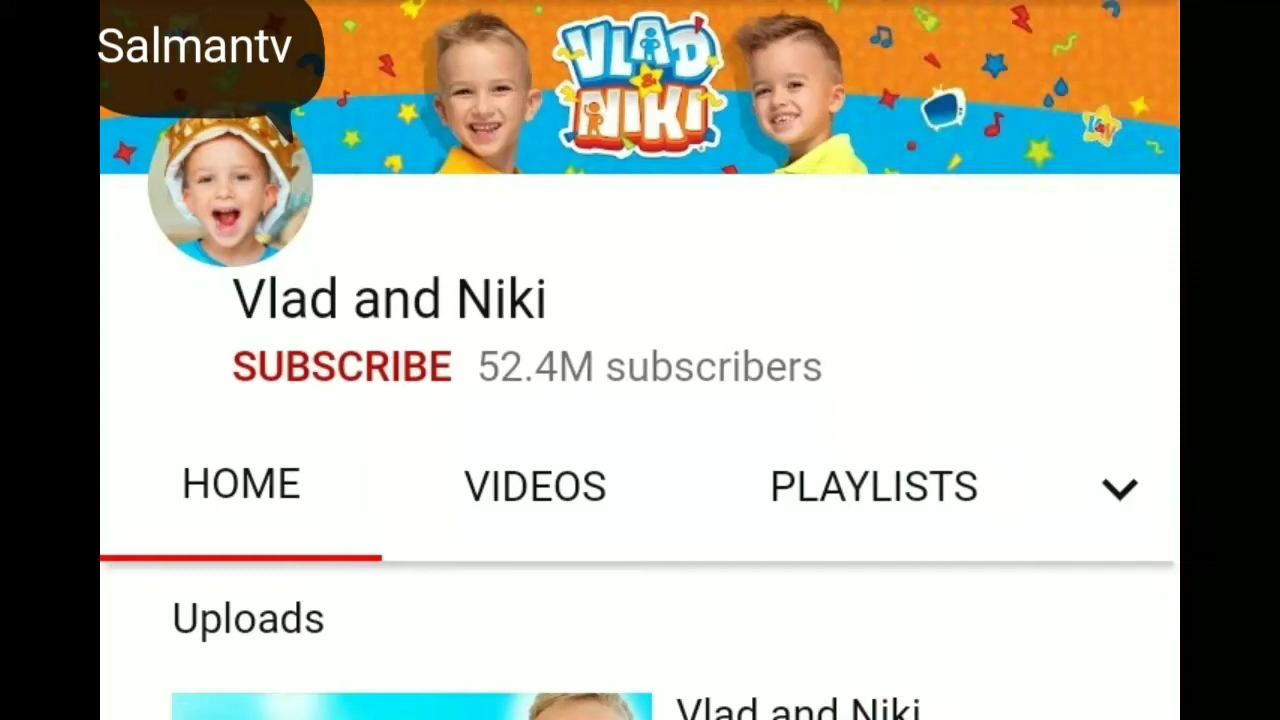 Salmantv
VLAD
&
NIKI
V&N
Vlad and Niki
SUBSCRIBE 52.4M subscribers
HOME VIDEOS PLAYLISTS
Uploads
Vlad and Niki